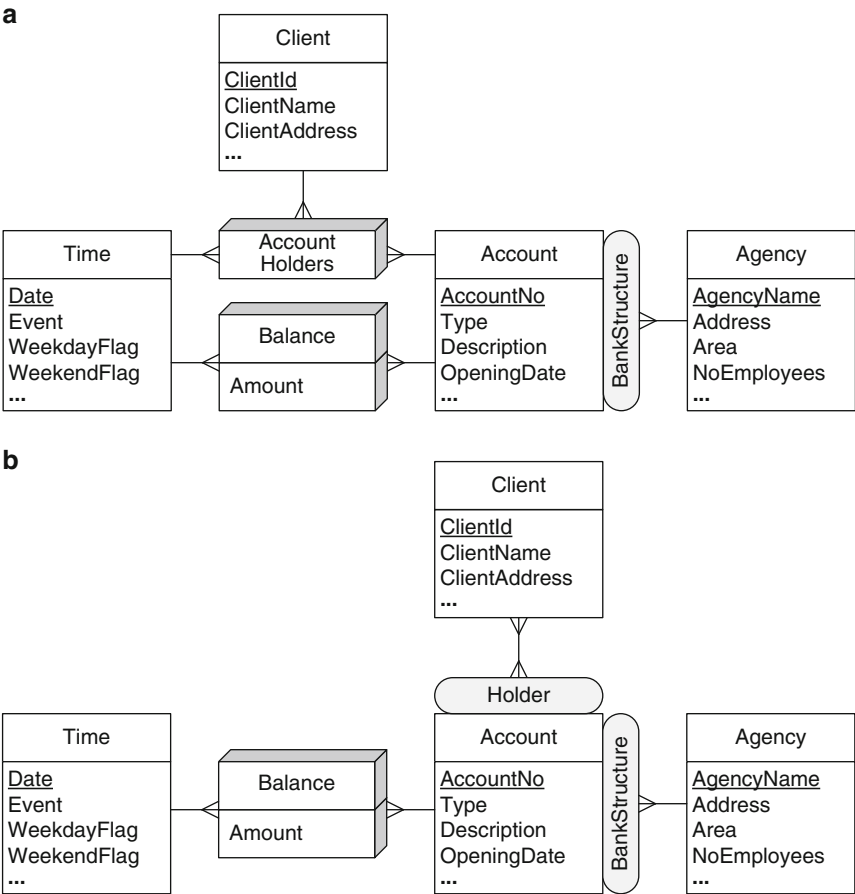 a
Client
ClientId
ClientName
ClientAddress
...
Time
Date
Event
WeekdayFlag
WeekendFlag
...
Account
Holders
Balance
Amount
Account
AccountNo
Type
Description
OpeningDate
...
BankStructure
Agency
AgencyName
Address
Area
NoEmployees
...
b
Client
ClientId
ClientName
ClientAddress
...
Holder
Time
Date
Event
WeekdayFlag
WeekendFlag
...
Balance
Amount
Account
AccountNo
Type
Description
OpeningDate
...
BankStructure
Agency
AgencyName
Address
Area
NoEmployees
...